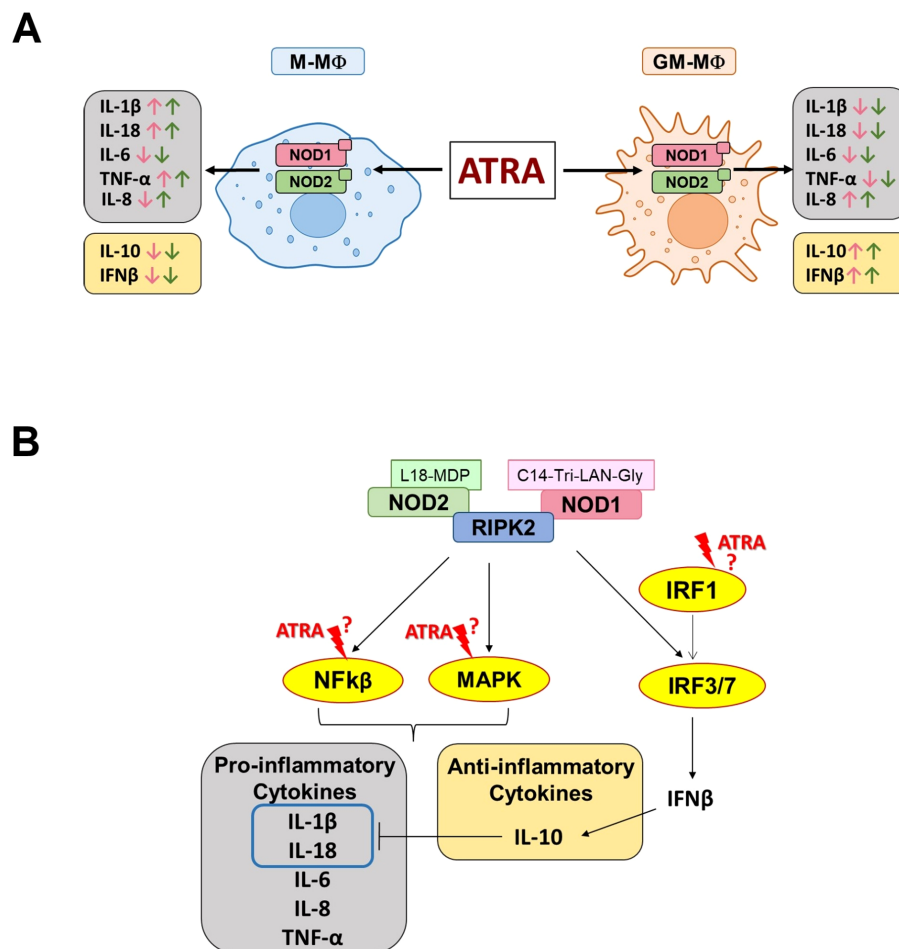 A
M-MΦ
GM-MΦ
IL-1β ↑↑
IL-18 ↑↑
IL-6 ↓↓
TNF-α ↑↑
IL-8 ↓↑
IL-10 ↓↓
IFNβ ↓↓
NOD1
NOD2
ATRA
NOD1
NOD2
IL-1β ↓↓
IL-18 ↓↓
IL-6 ↓↓
TNF-α ↓↓
IL-8 ↑↑
IL-10 ↑↑
IFNβ ↑↑
B
L18-MDP
C14-Tri-LAN-Gly
NOD2
NOD1
RIPK2
ATRA
?
IRF1
ATRA ?
ATRA ?
NFkβ
MAPK
IRF3/7
Pro-inflammatory
Cytokines
IL-1β
IL-18
IL-6
IL-8
TNF-α
Anti-inflammatory
Cytokines
IL-10
IFNβ